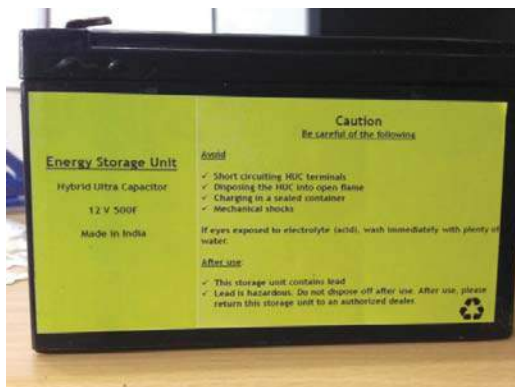 Energy Storage Unit
Hybrid Ultra Capacitor
12 V 500F
Made in India
Caution
Be careful of the following
Avoid
✓ Short circuiting HUC terminals
✓ Disposing the HUC into open flame
✓ Charging in a sealed container
✓ Mechanical shocks
If eyes exposed to electrolyte (acid), wash immediately with plenty of
water.
After use:
✓ This storage unit contains lead
✓ Lead is hazardous. Do not dispose off after use. After use, please
return this storage unit to an authorized dealer.